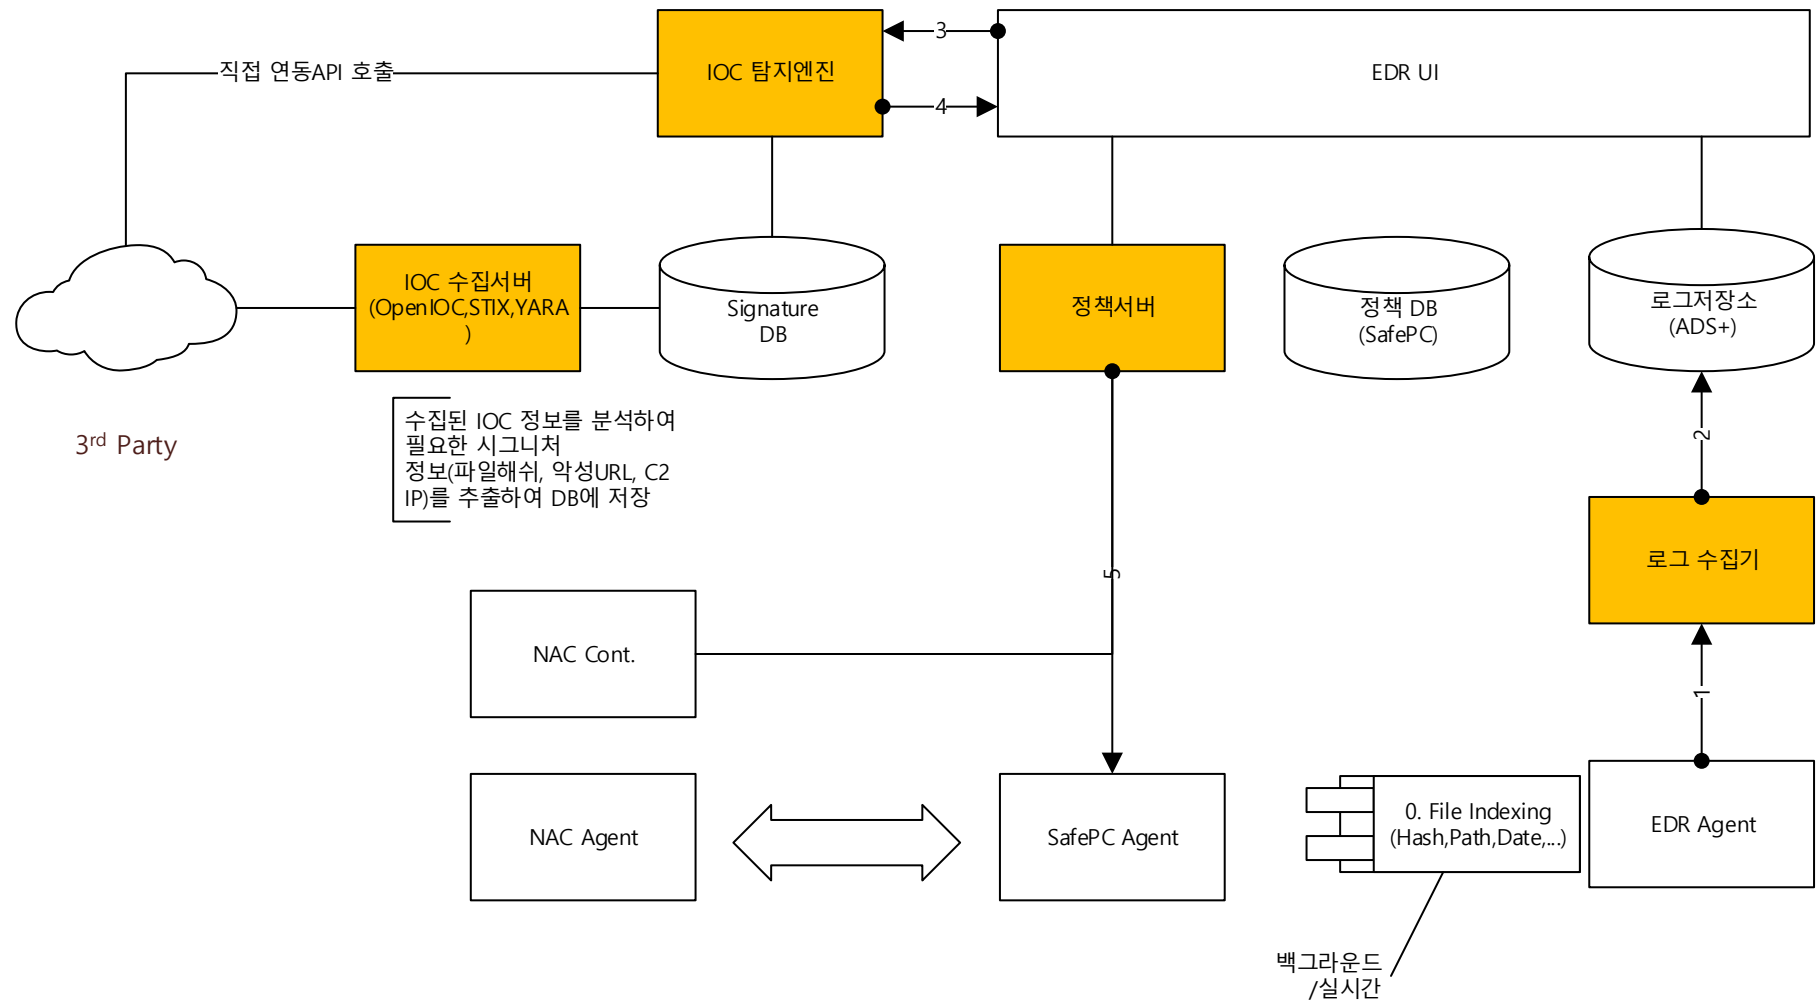 3
직접 연동API 호출
IOC 탐지엔진
EDR UI
4
IOC 수집서버
(OpenIOC,STIX,YARA
)
Signature
DB
정책서버
정책 DB
(SafePC)
로그저장소
(ADS+)
수집된 IOC 정보를 분석하여
필요한 시그니처
정보(파일해쉬, 악성URL, C2
IP)를 추출하여 DB에 저장
3rd Party
2
로그 수집기
5
NAC Cont.
1
NAC Agent
SafePC Agent
0. File Indexing
(Hash,Path,Date,...)
EDR Agent
백그라운드
/실시간